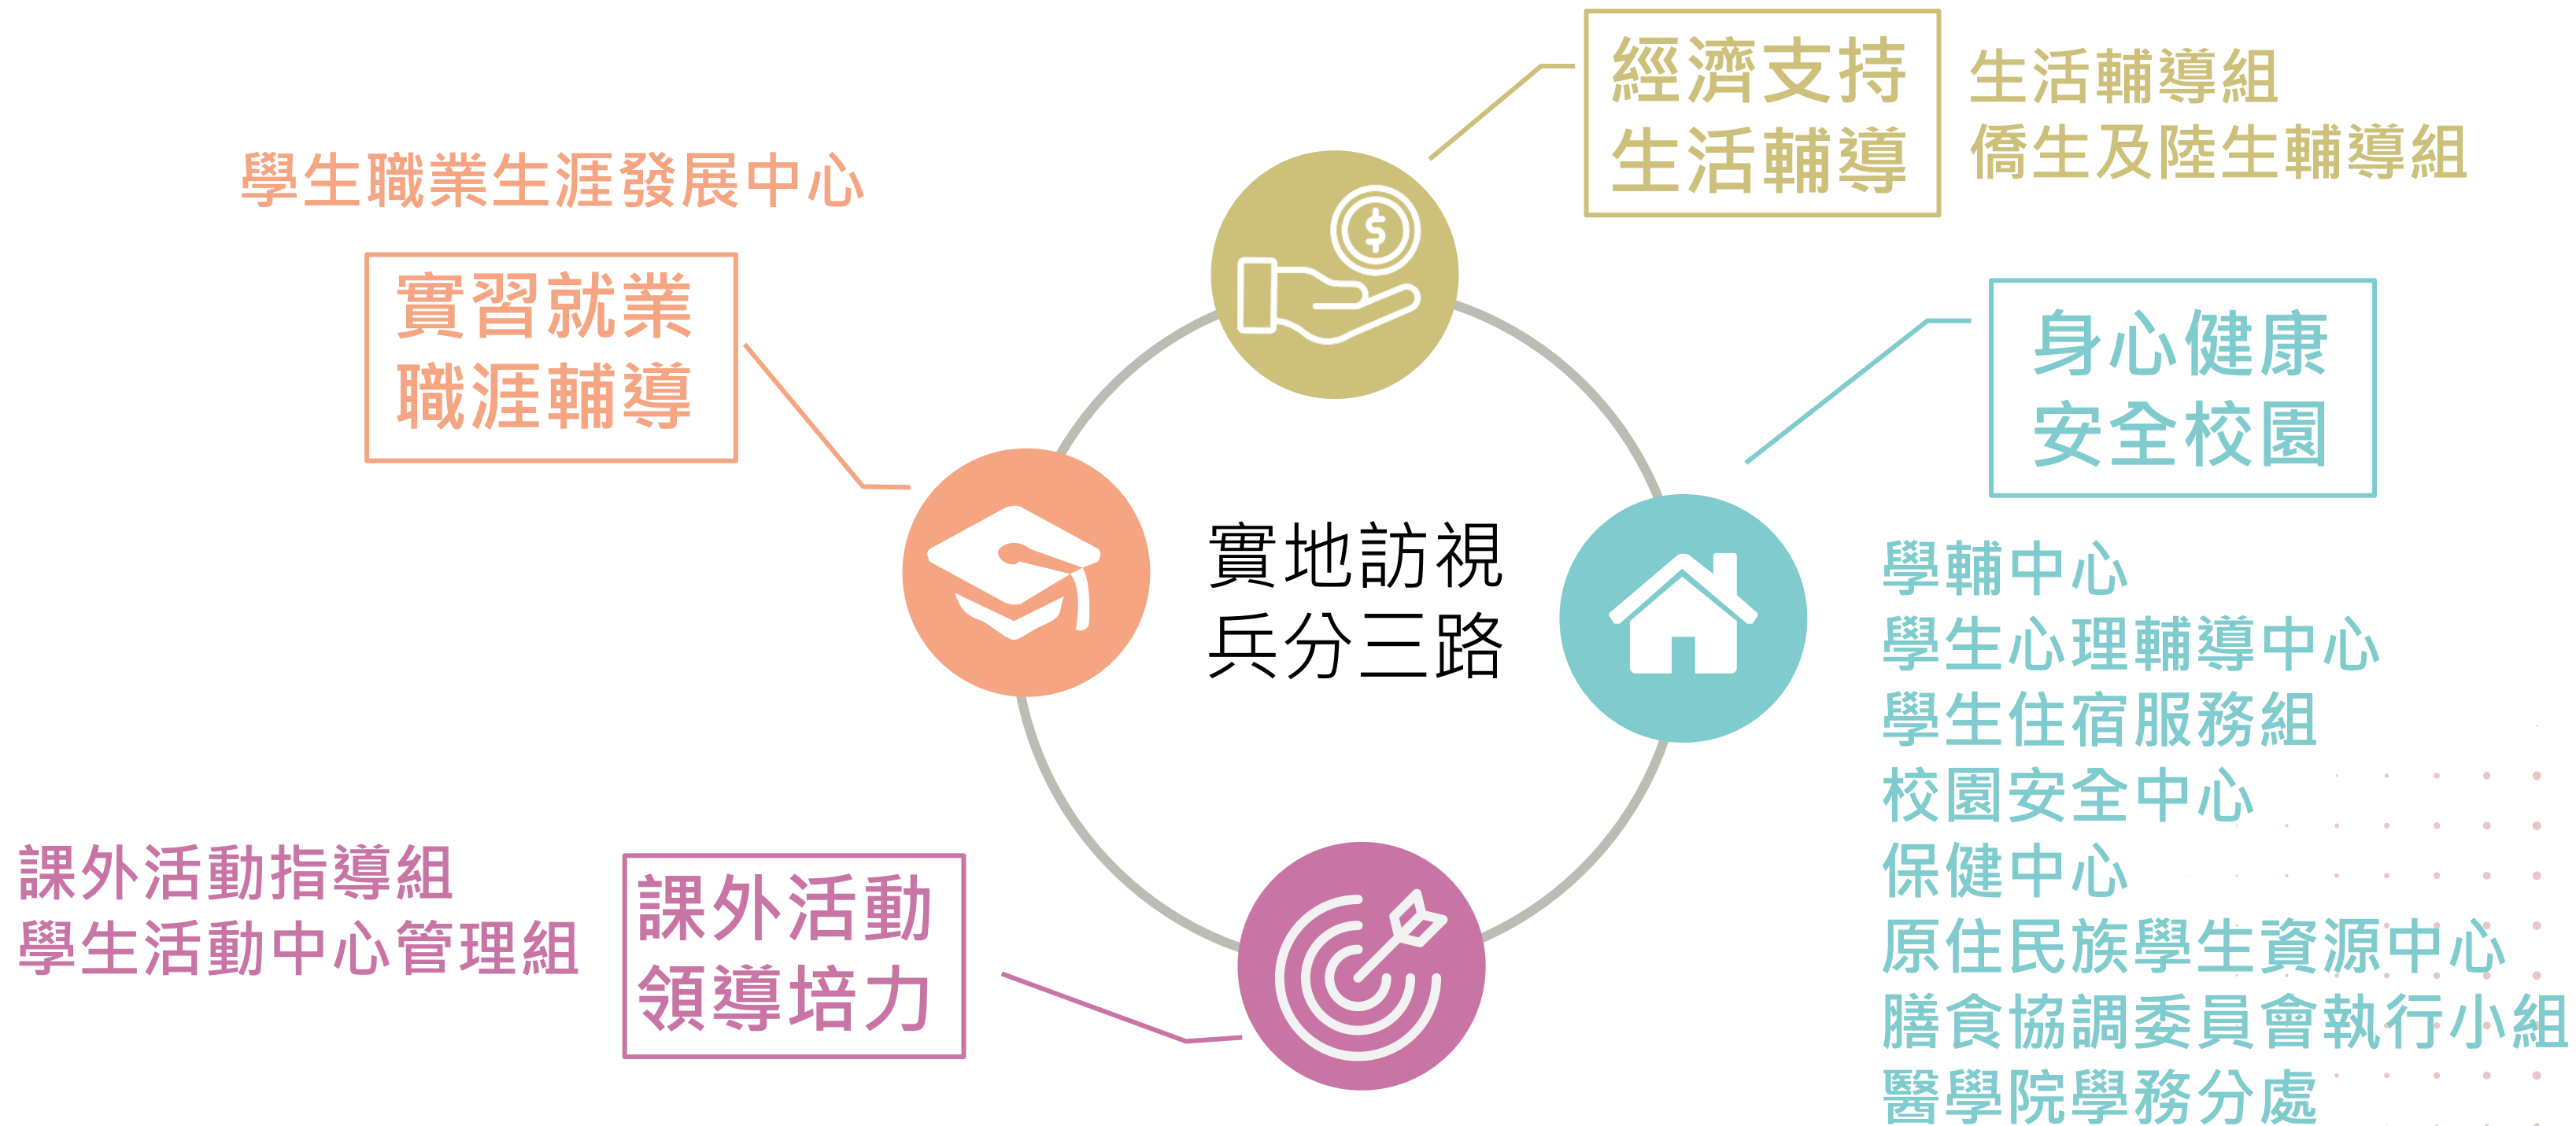 經濟支持
生活輔導
生活輔導組
僑生及陸生輔導組
學生職業生涯發展中心
實習就業
職涯輔導
身心健康
安全校園
實地訪視
兵分三路
學輔中心
學生心理輔導中心
學生住宿服務組
校園安全中心
保健中心
原住民族學生資源中心
膳食協調委員會執行小組
醫學院學務分處
課外活動指導組
學生活動中心管理組
課外活動
領導培力
$